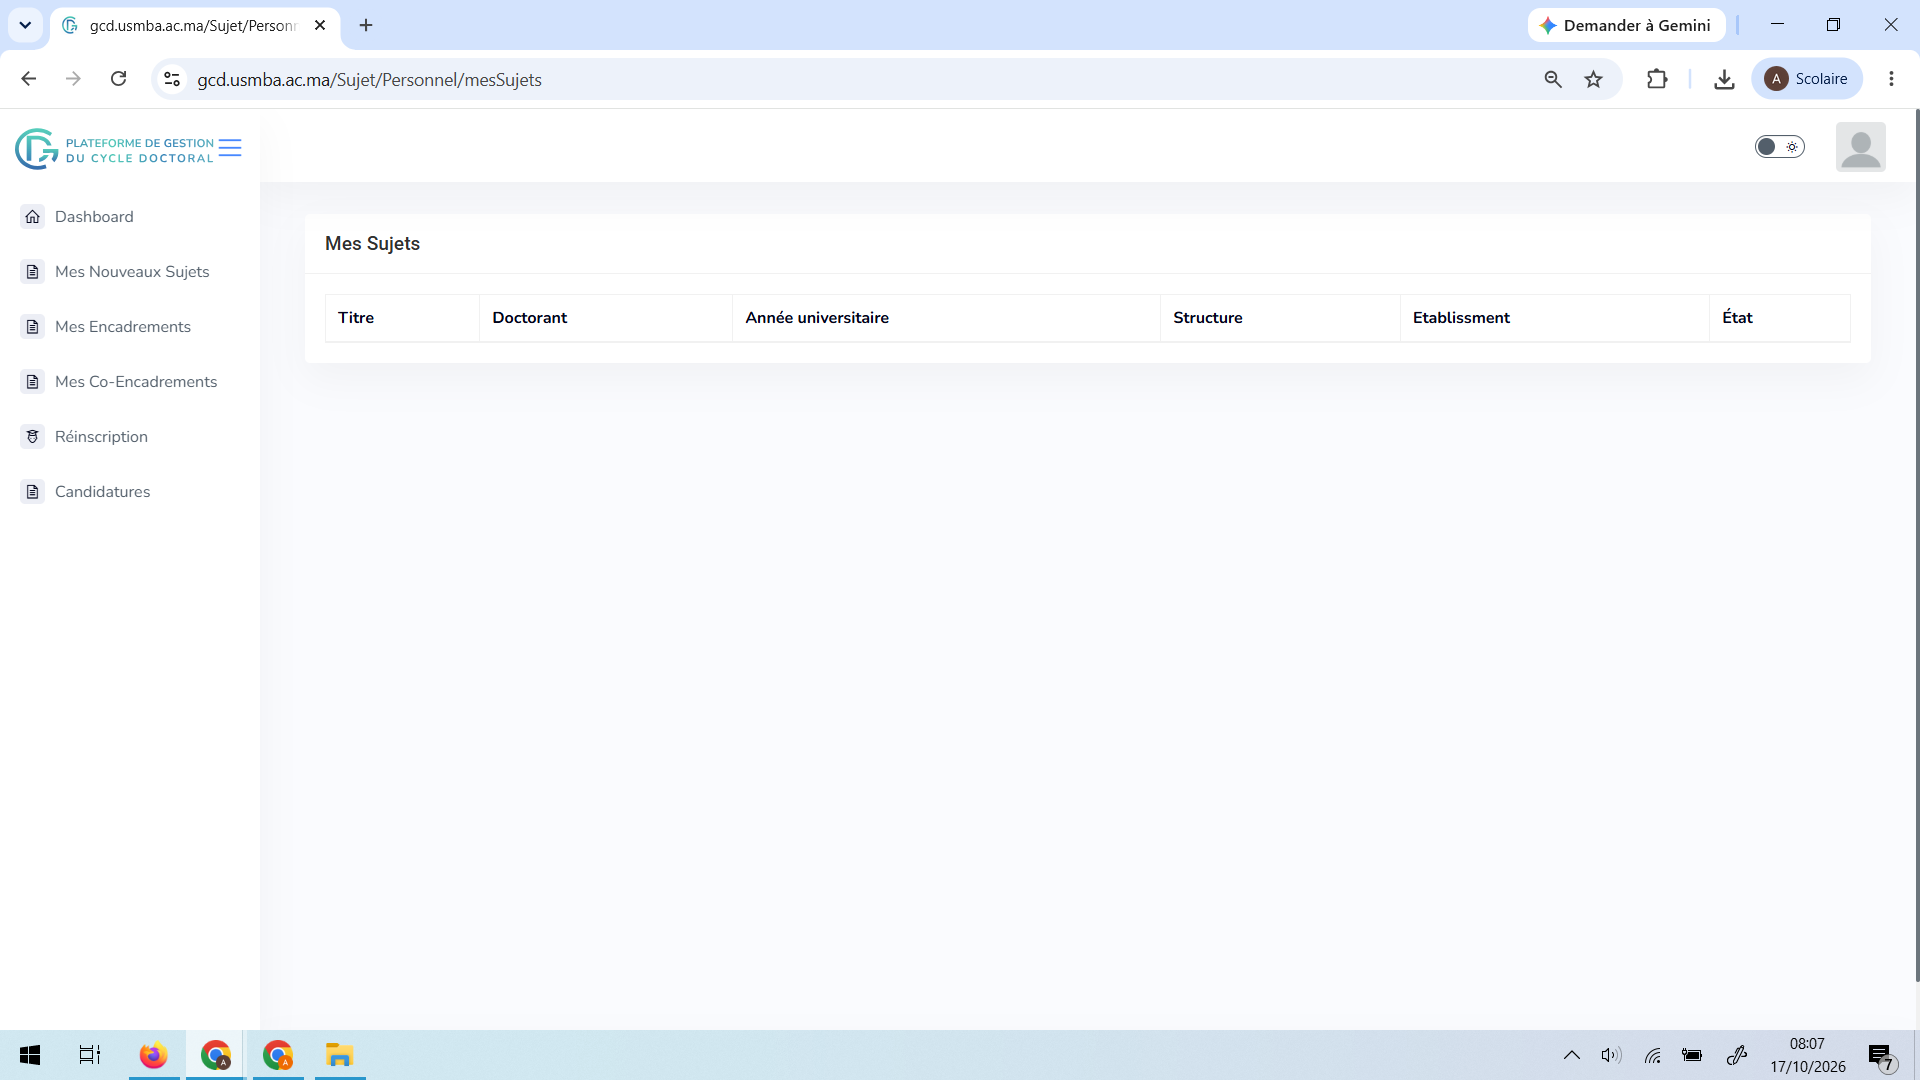 gcd.usmba.ac.ma/Sujet/Personn
Demander à Gemini
gcd.usmba.ac.ma/Sujet/Personnel/mesSujets
A
Scolaire
PLATEFORME DE GESTION
DU CYCLE DOCTORAL
Dashboard
Mes Nouveaux Sujets
Mes Encadrements
Mes Co-Encadrements
Réinscription
Candidatures
Mes Sujets
Titre
Doctorant
Année universitaire
Structure
Etablissment
État
A
A
08:07
17/10/2026
7